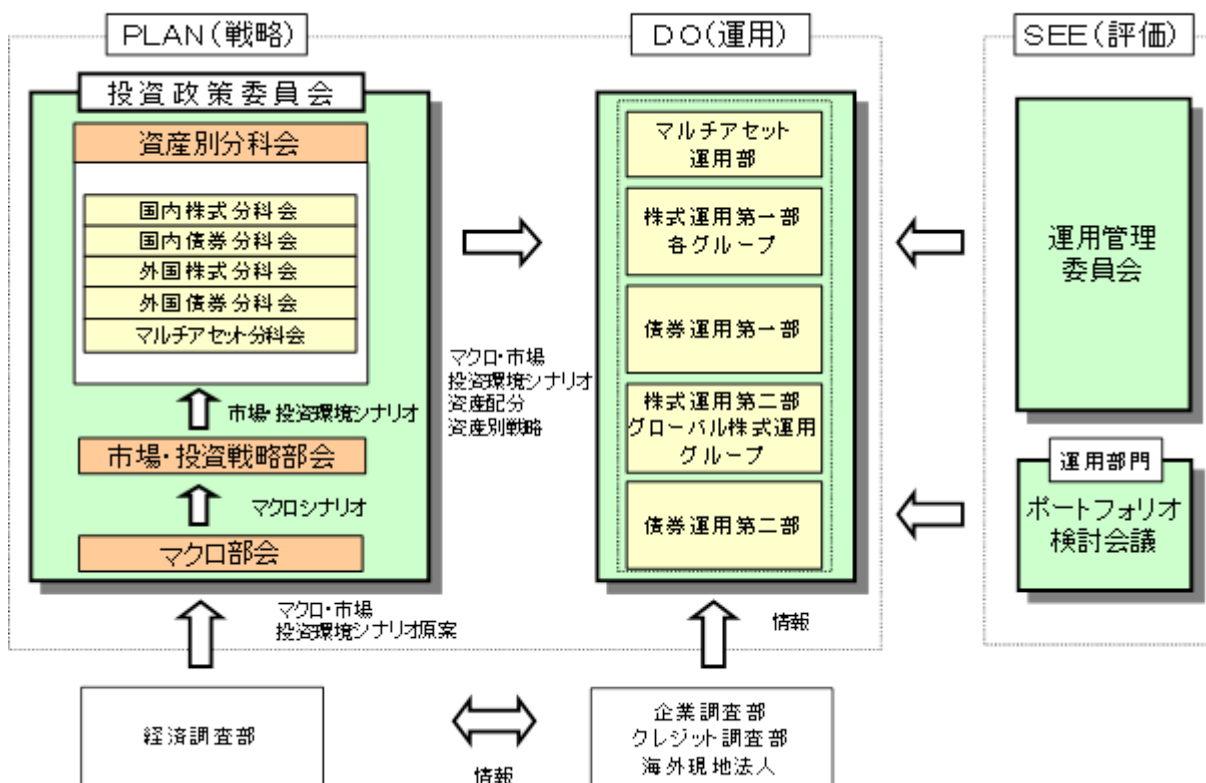 PLAN(戦略)
投資政策委員会
資産別分科会
国内株式分科会
国内債券分科会
外国株式分科会
外国債券分科会
マルチアセット分科会
市場・投資環境シナリオ
市場・投資戦略部会
マクロシナリオ
マクロ部会
マクロ・市場
投資環境シナリオ原案
経済調査部
マクロ・市場
投資環境シナリオ
資産配分
資産別戦略
DO(運用)
マルチアセット
運用部
株式運用第一部
各グループ
債券運用第一部
株式運用第二部
グローバル株式運用
グループ
債券運用第二部
情報
情報
企業調査部
クレジット調査部
海外現地法人
SEE(評価)
運用管理
委員会
運用部門
ポートフォリオ
検討会議